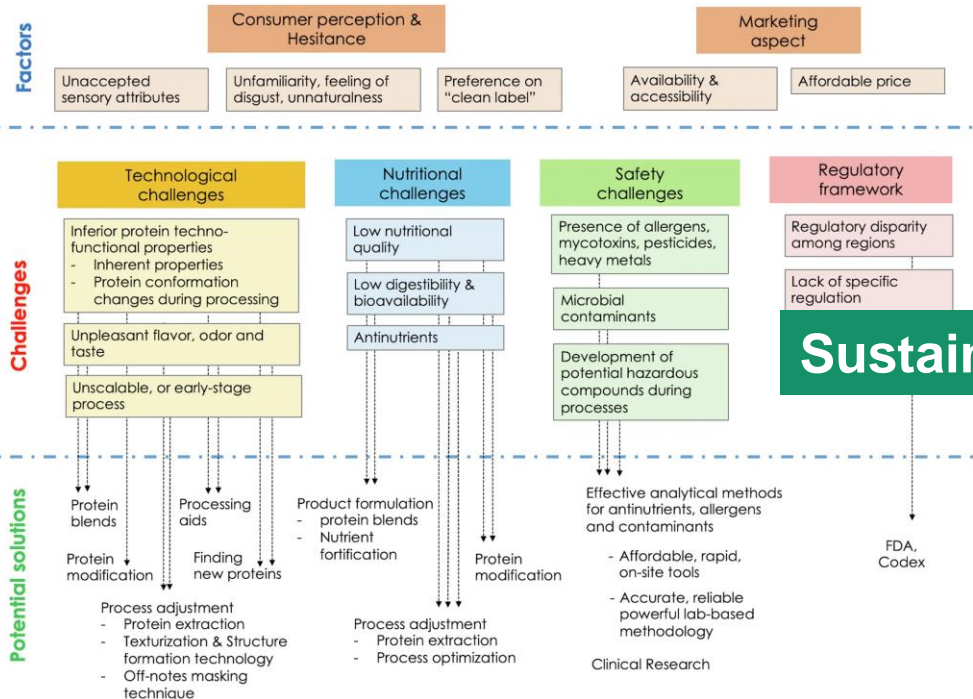 Factors
Consumer perception &
Hesitance
Marketing
aspect
Unaccepted
sensory attributes
Unfamiliarity, feeling of
disgust, unnaturalness
Preference on
“clean label”
Availability &
accessibility
Affordable price
Challenges
Technological
challenges
Nutritional
challenges
Safety
challenges
Regulatory
framework
Inferior protein techno-
functional properties
- Inherent properties
- Protein conformation
changes during processing
Unpleasant flavor, odor and
taste
Unscalable, or early-stage
process
Low nutritional
quality
Low digestibility &
bioavailability
Antinutrients
Presence of allergens,
mycotoxins, pesticides,
heavy metals
Microbial
contaminants
Development of
potential hazardous
compounds during
processes
Regulatory disparity
among regions
Lack of specific
regulation
Sustain
Potential solutions
Protein
blends
Protein
modification
Processing
aids
Finding
new proteins
Process adjustment
- Protein extraction
- Texturization & Structure
formation technology
- Off-notes masking
technique
Product formulation
- protein blends
- Nutrient
fortification
Protein
modification
Process adjustment
- Protein extraction
- Process optimization
Effective analytical methods
for antinutrients, allergens
and contaminants
- Affordable, rapid,
on-site tools
- Accurate, reliable
powerful lab-based
methodology
Clinical Research
FDA,
Codex